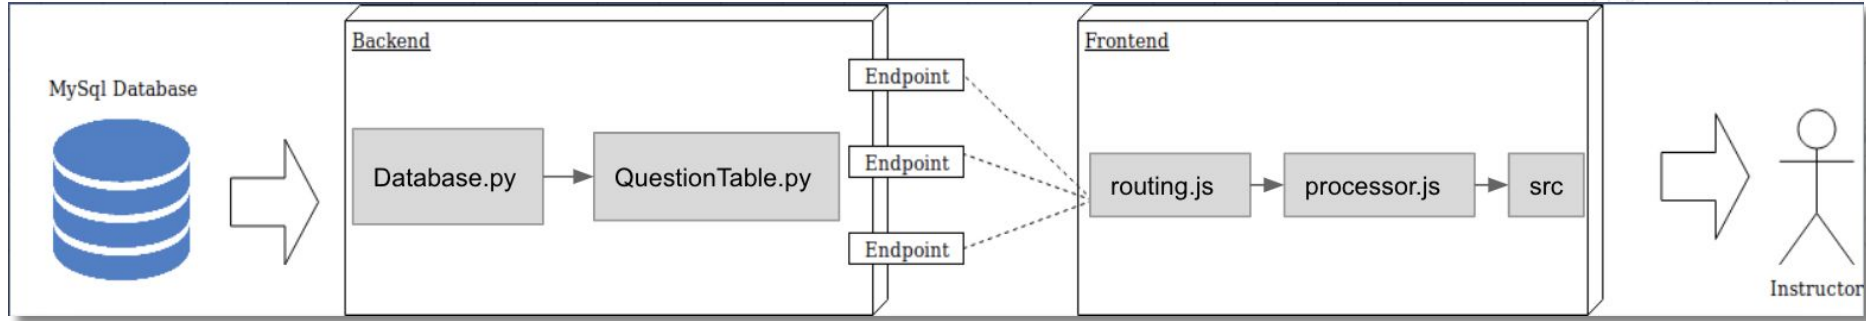 MySql Database
Backend
Database.py
QuestionTable.py
Endpoint
Endpoint
Endpoint
Frontend
routing.js
processor.js
src
Instructor